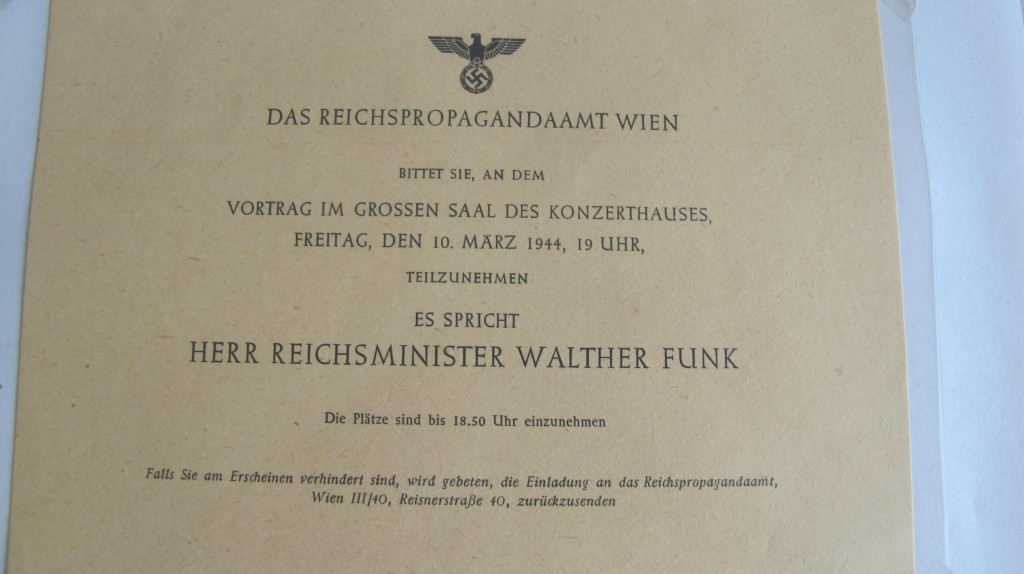 DAS REICHSPROPAGANDAAMT WIEN
BITTET SIE, AN DEM
VORTRAG IM GROSSEN SAAL DES KONZERTHAUSES,
FREITAG, DEN 10. MÄRZ 1944, 19 UHR,
TEILZUNEHMEN
ES SPRICHT
HERR REICHSMINISTER WALTHER FUNK
Die Plätze sind bis 18.50 Uhr einzunehmen
Falls Sie am Erscheinen verhindert sind, wird gebeten, die Einladung an das Reichspropagandaamt,
Wien III/40, Reisnerstraße 40, zurückzusenden